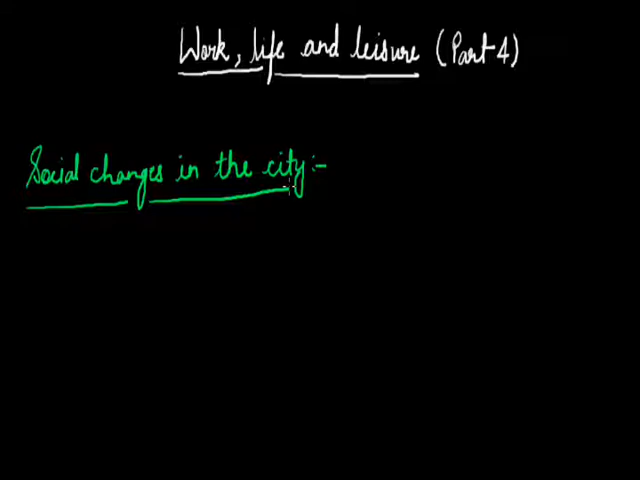 Work, life and leisure (Part 4)
Social changes in the city:-